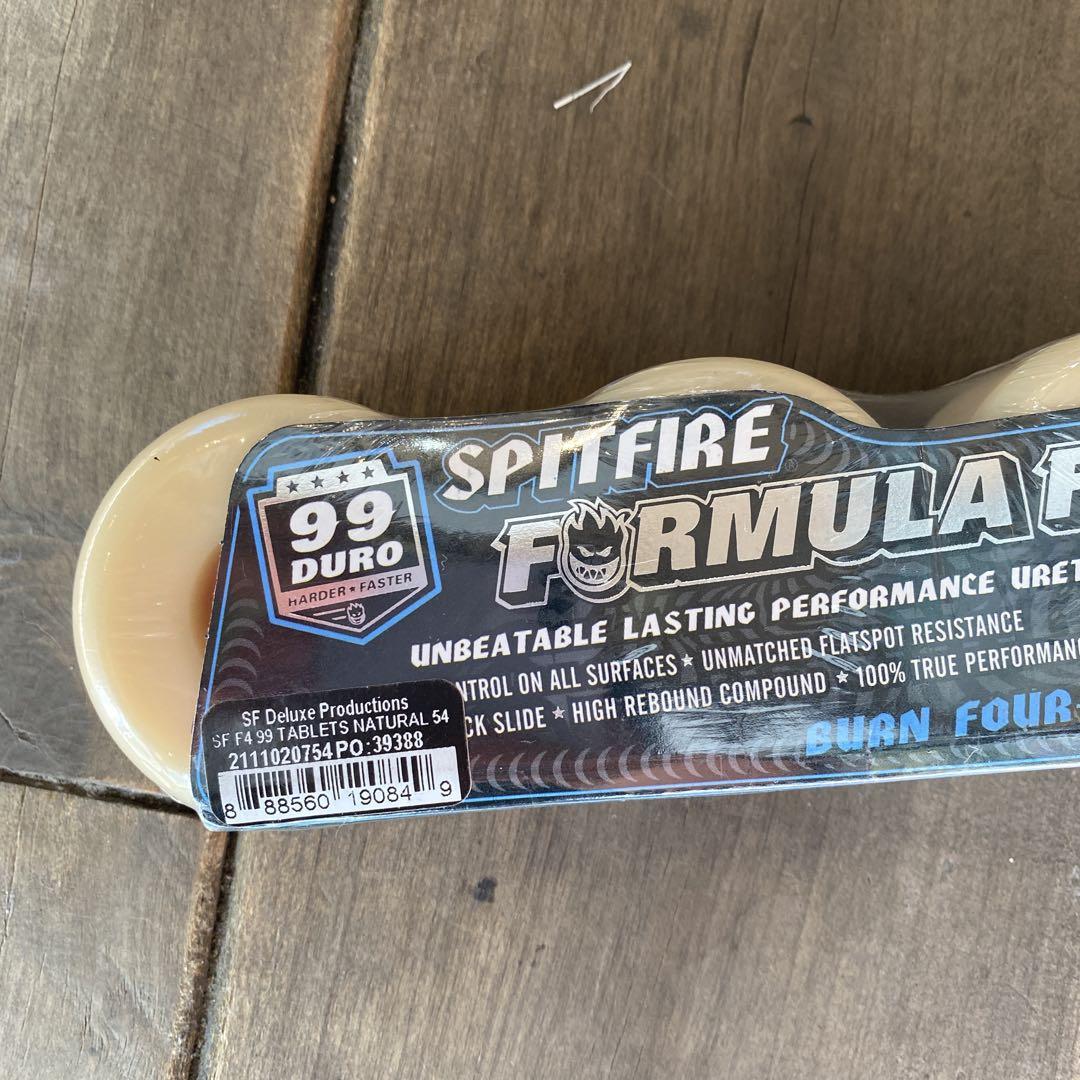 99
DURO
HARDER ★ FASTER
SPITFIRE ®
FORMULA F
UNBEATABLE LASTING PERFORMANCE URET
NTROL ON ALL SURFACES ★ UNMATCHED FLATSPOT RESISTANCE
CK SLIDE ★ HIGH REBOUND COMPOUND ★ 100% TRUE PERFORMAN
BURN FOUR
SF Deluxe Productions
SF F4 99 TABLETS NATURAL 54
2111020754 PO:39388
8 88560 19084 9